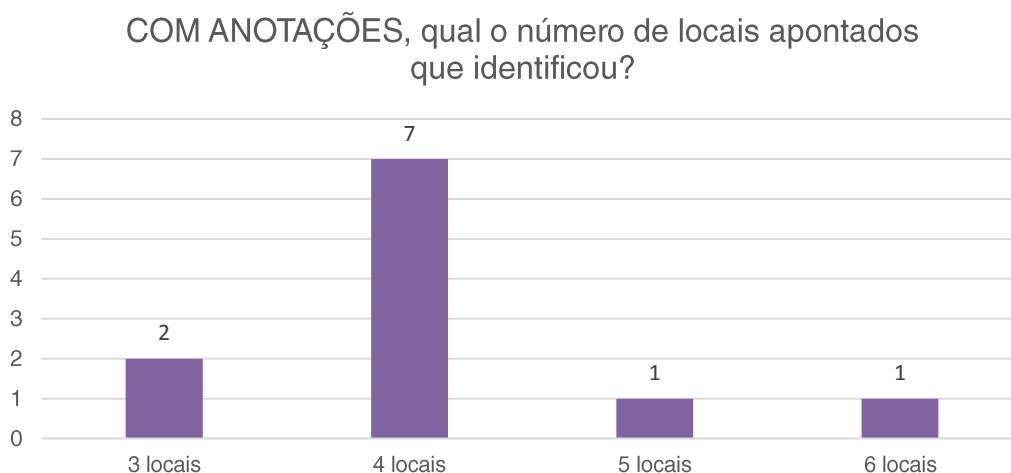 COM ANOTAÇÕES, qual o número de locais apontados
que identificou?
8
7
6
5
4
3
2
1
0
2
7
1
1
3 locais
4 locais
5 locais
6 locais